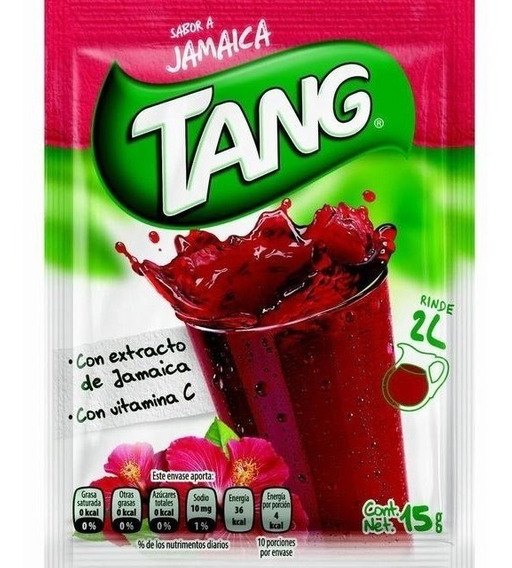 SABOR A
JAMAICA
TANG®
RINDE
2L
• Con extracto
de Jamaica
• Con vitamina C
Este envase aporta:
Grasa saturada 0 kcal 0 %
Otras grasas 0 kcal 0 %
Azúcares totales 0 kcal 0 %
Sodio 10 mg 1 %
Energía 36 kcal
Energía por porción 4 kcal
% de los nutrimentos diarios
10 porciones
por envase
Cont.
Net. 15g